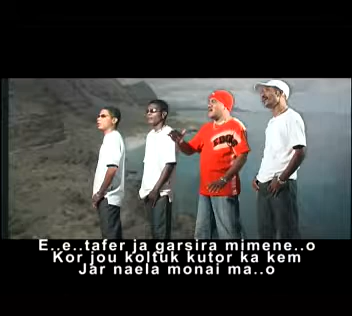 E..e..tafer ja garsira mimene..o
Kor jou koltuk kutor ka kem
Jar naela monai ma..o